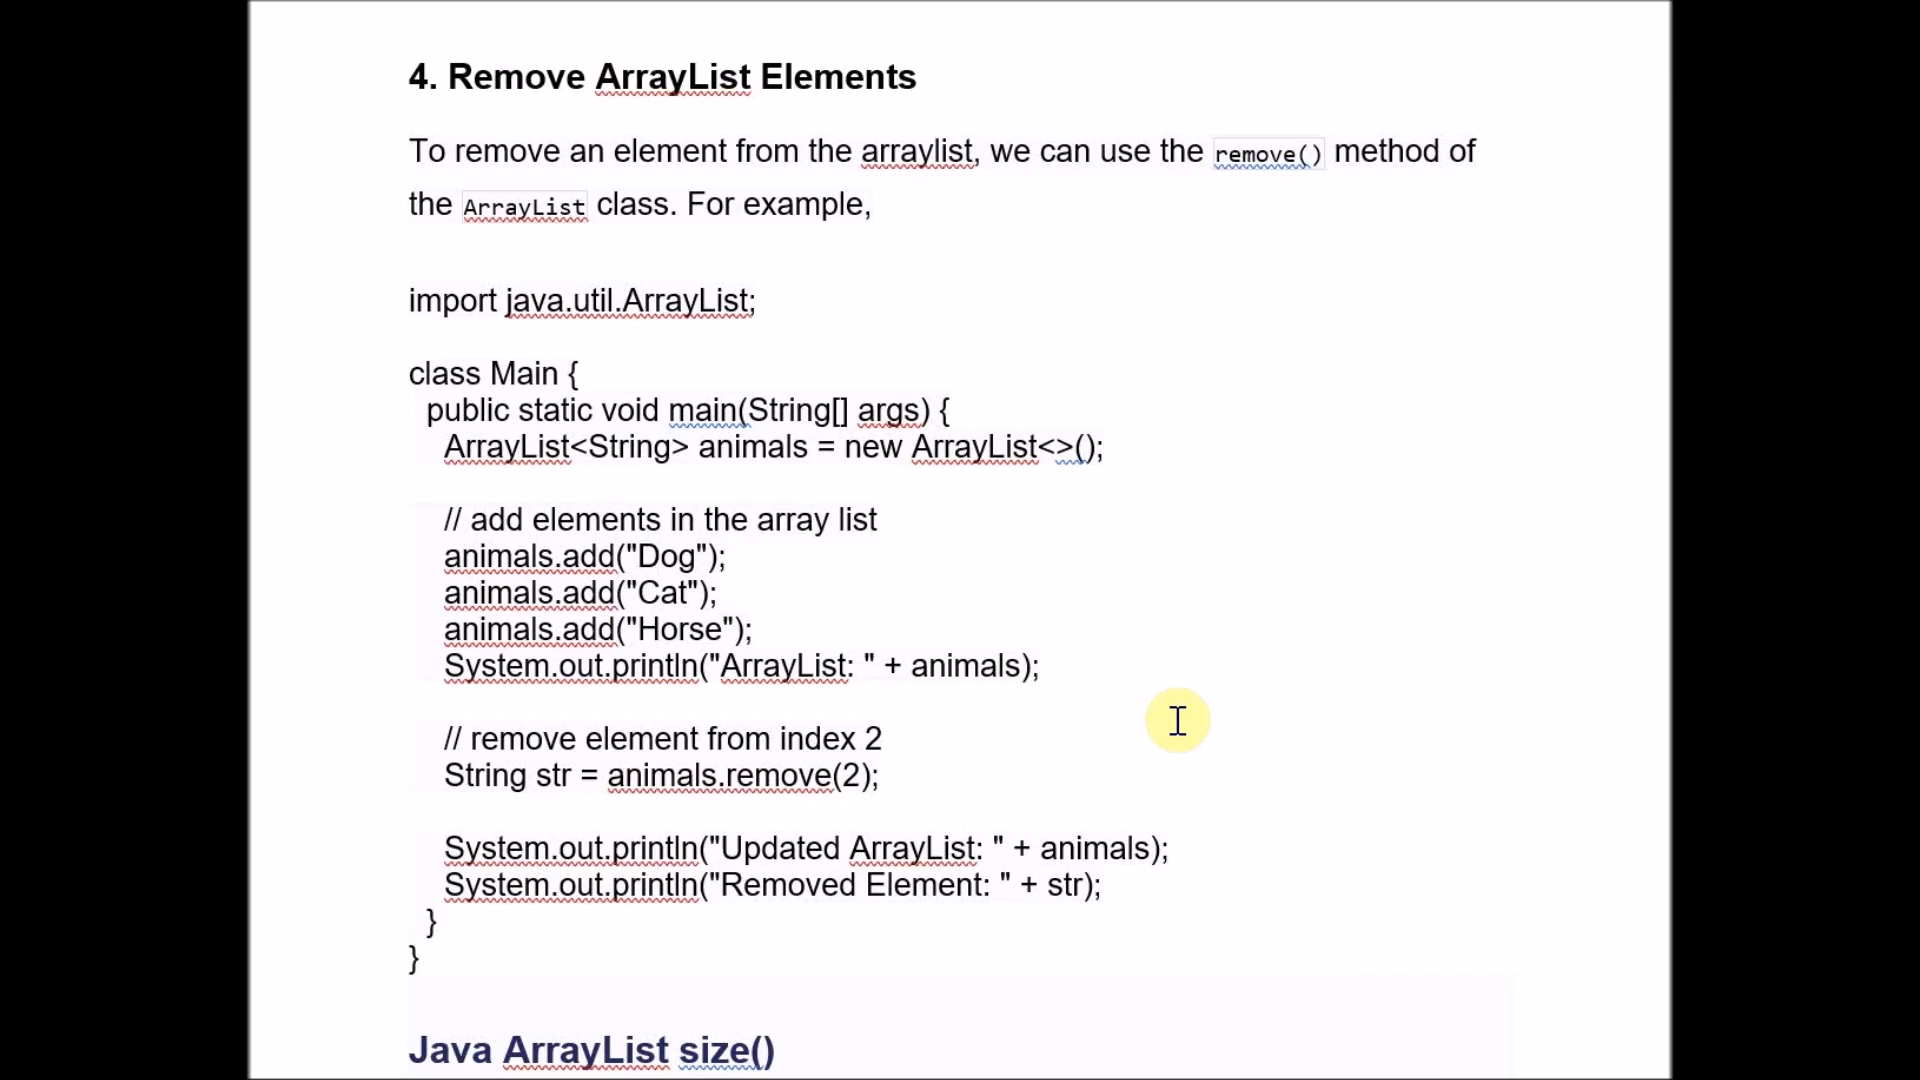 4. Remove ArrayList Elements
To remove an element from the arraylist, we can use the remove() method of
the ArrayList class. For example,
import java.util.ArrayList;
class Main {
public static void main(String[] args) {
ArrayList<String> animals = new ArrayList<>();
// add elements in the array list
animals.add("Dog");
animals.add("Cat");
animals.add("Horse");
System.out.println("ArrayList: " + animals);
// remove element from index 2
String str = animals.remove(2);
System.out.println("Updated ArrayList: " + animals);
System.out.println("Removed Element: " + str);
}
}
Java ArrayList size()